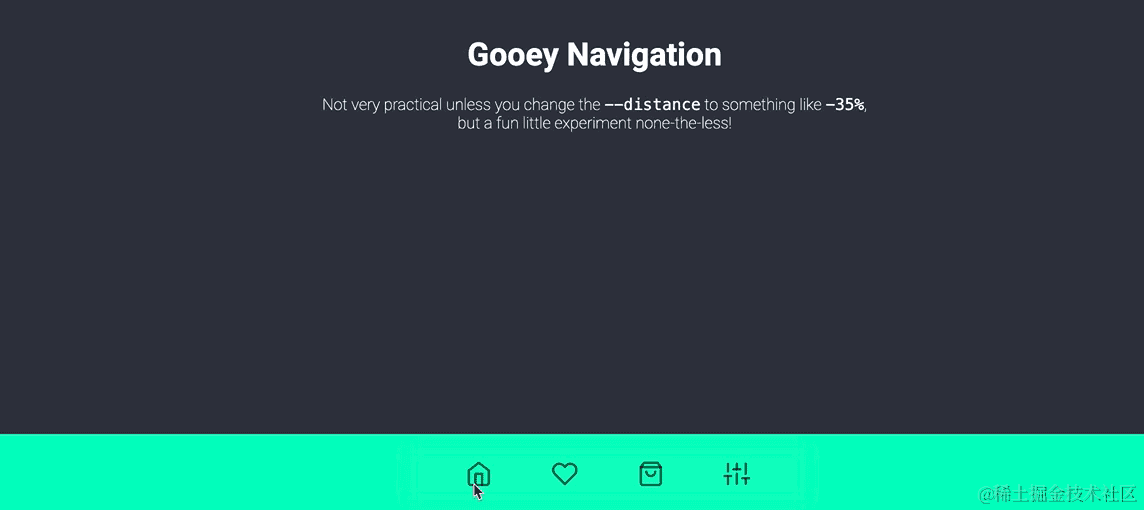 Gooey Navigation
Not very practical unless you change the --distance to something like -35%,
but a fun little experiment none-the-less!
@稀土掘金技术社区